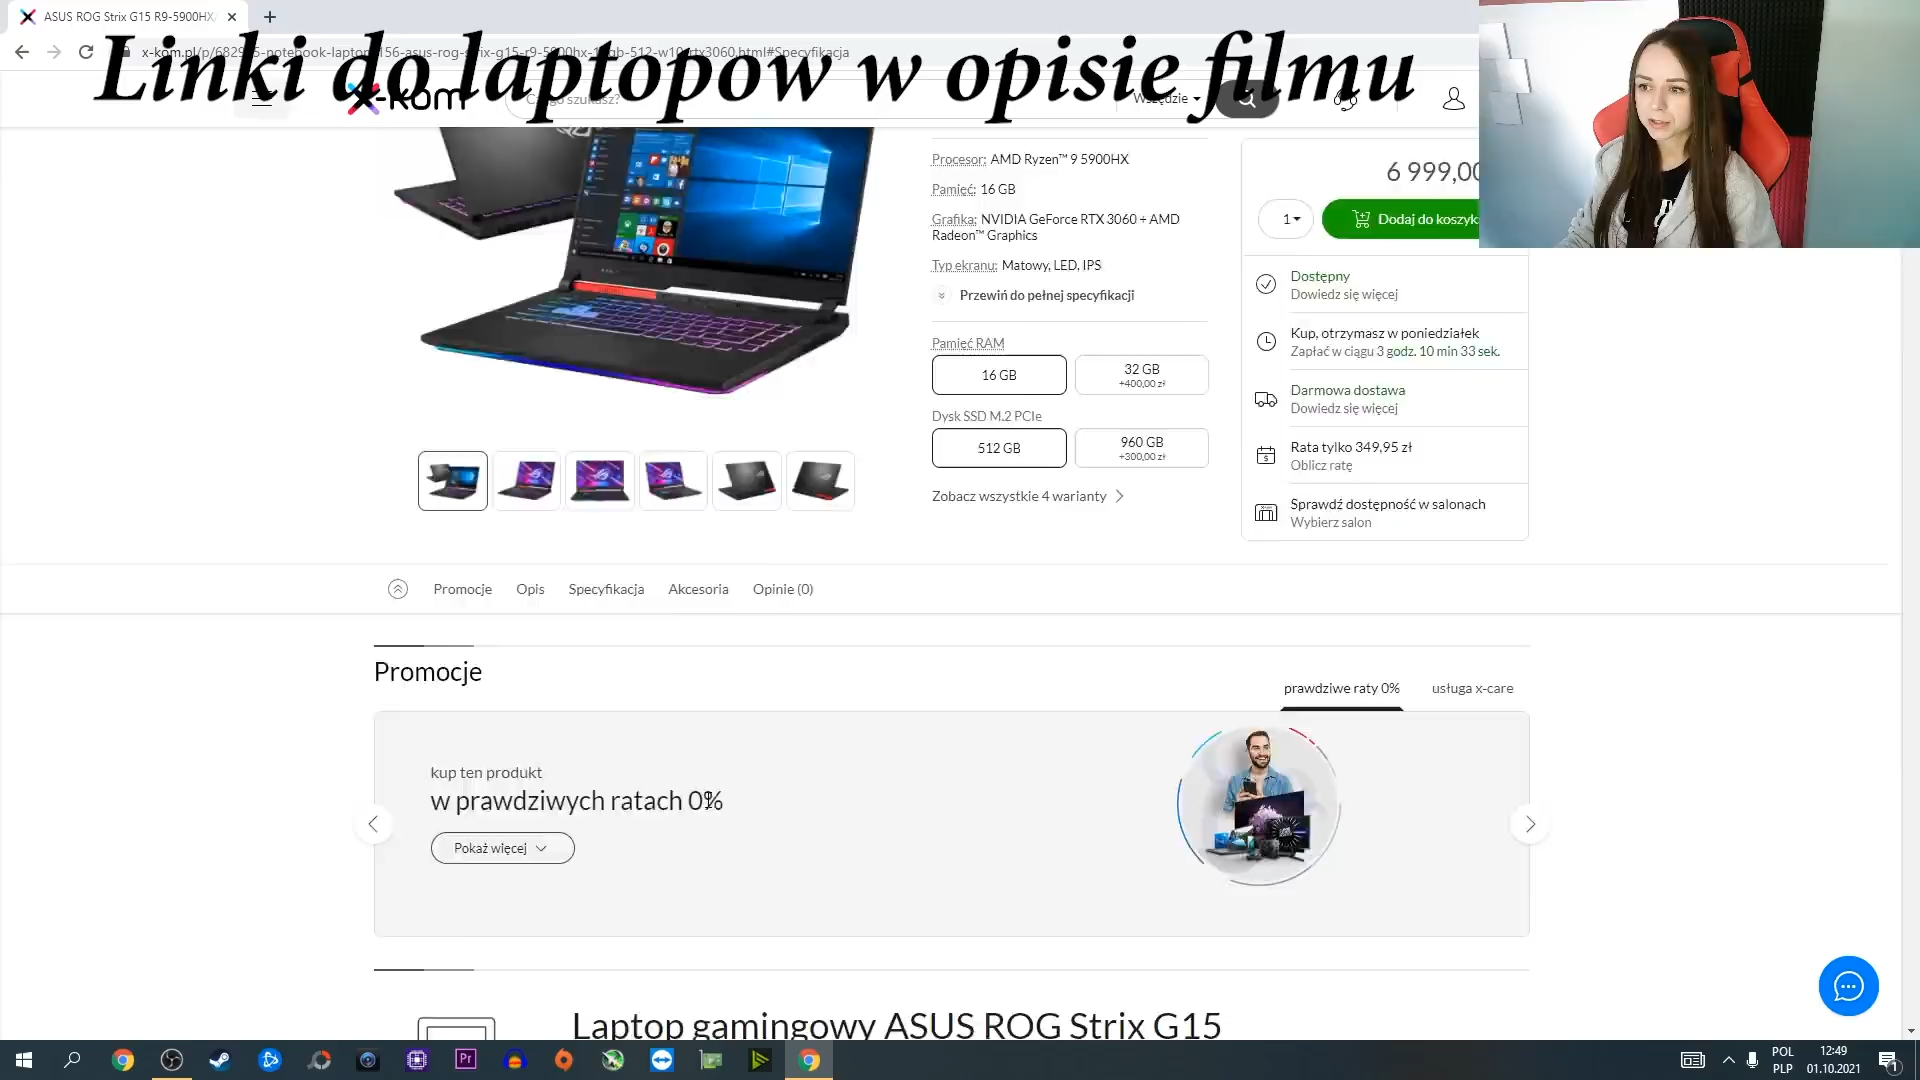 ASUS ROG Strix G15 R9-5900HX/
Linki do laptopow w opisie filmu
x-kom
Wszędzie
Procesor: AMD Ryzen™ 9 5900HX
Pamięć: 16 GB
Grafika: NVIDIA GeForce RTX 3060 + AMD
Radeon™ Graphics
Typ ekranu: Matowy, LED, IPS
Przewiń do pełnej specyfikacji
Pamięć RAM
16 GB
32 GB
+400,00 zł
Dysk SSD M.2 PCIe
512 GB
960 GB
+300,00 zł
Zobacz wszystkie 4 warianty
6 999,00
1
Dodaj do koszyk
Dostępny
Dowiedz się więcej
Kup, otrzymasz w poniedziałek
Zapłać w ciągu 3 godz. 10 min 33 sek.
Darmowa dostawa
Dowiedz się więcej
Rata tylko 349,95 zł
Oblicz ratę
Sprawdź dostępność w salonach
Wybierz salon
Promocje Opis Specyfikacja Akcesoria Opinie (0)
Promocje
prawdziwe raty 0% usługa x-care
kup ten produkt
w prawdziwych ratach 0%
Pokaż więcej
Laptop gamingowy ASUS ROG Strix G15
Pr
POL
PLP
12:49
01.10.2021
1